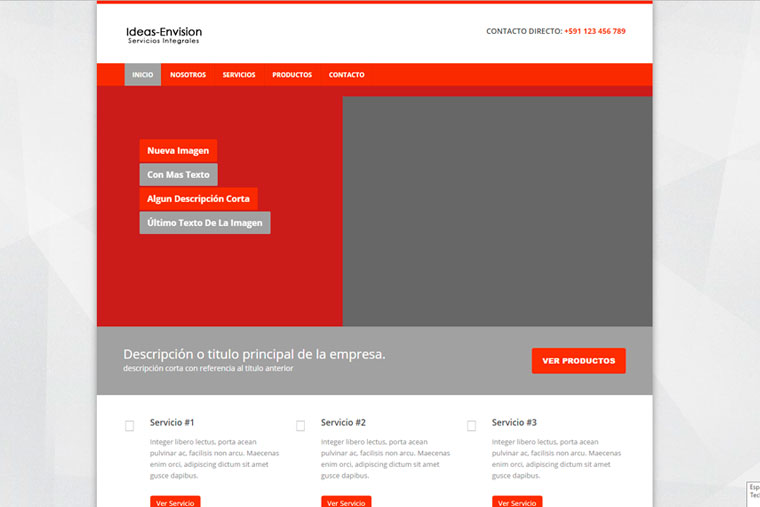 Ideas-Envision
Servicios Integrales
CONTACTO DIRECTO: +591 123 456 789
INICIO NOSOTROS SERVICIOS PRODUCTOS CONTACTO
Nueva Imagen
Con Mas Texto
Algun Descripción Corta
Último Texto De La Imagen
Descripción o titulo principal de la empresa.
descripción corta con referencia al titulo anterior
VER PRODUCTOS
Servicio #1
Integer libero lectus, porta acean
pulvinar ac, facilisis non arcu. Maecenas
enim orci, adipiscing dictum sit amet
gusce dapibus.
Ver Servicio
Servicio #2
Integer libero lectus, porta acean
pulvinar ac, facilisis non arcu. Maecenas
enim orci, adipiscing dictum sit amet
gusce dapibus.
Ver Servicio
Servicio #3
Integer libero lectus, porta acean
pulvinar ac, facilisis non arcu. Maecenas
enim orci, adipiscing dictum sit amet
gusce dapibus.
Ver Servicio
Esp